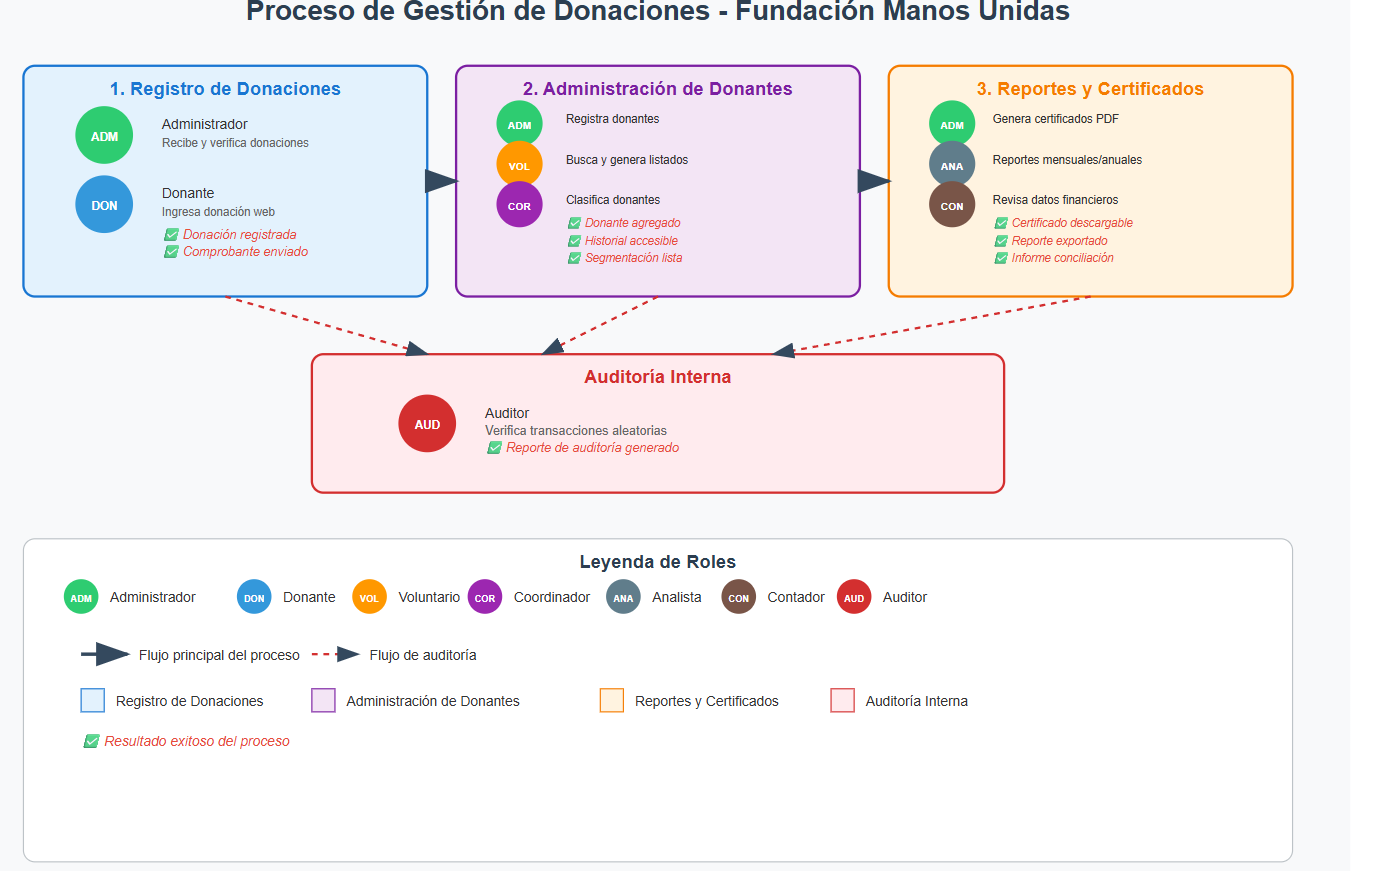 Proceso de Gestión de Donaciones - Fundación Manos Unidas
1. Registro de Donaciones
ADM
Administrador
Recibe y verifica donaciones
DON
Donante
Ingresa donación web
✅ Donación registrada
✅ Comprobante enviado
2. Administración de Donantes
ADM
Registra donantes
VOL
Busca y genera listados
COR
Clasifica donantes
✅ Donante agregado
✅ Historial accesible
✅ Segmentación lista
3. Reportes y Certificados
ADM
Genera certificados PDF
ANA
Reportes mensuales/anuales
CON
Revisa datos financieros
✅ Certificado descargable
✅ Reporte exportado
✅ Informe conciliación
Auditoría Interna
AUD
Auditor
Verifica transacciones aleatorias
✅ Reporte de auditoría generado
Leyenda de Roles
ADM Administrador DON Donante VOL Voluntario COR Coordinador ANA Analista CON Contador AUD Auditor
Flujo principal del proceso Flujo de auditoría
Registro de Donaciones Administración de Donantes Reportes y Certificados Auditoría Interna
✅ Resultado exitoso del proceso